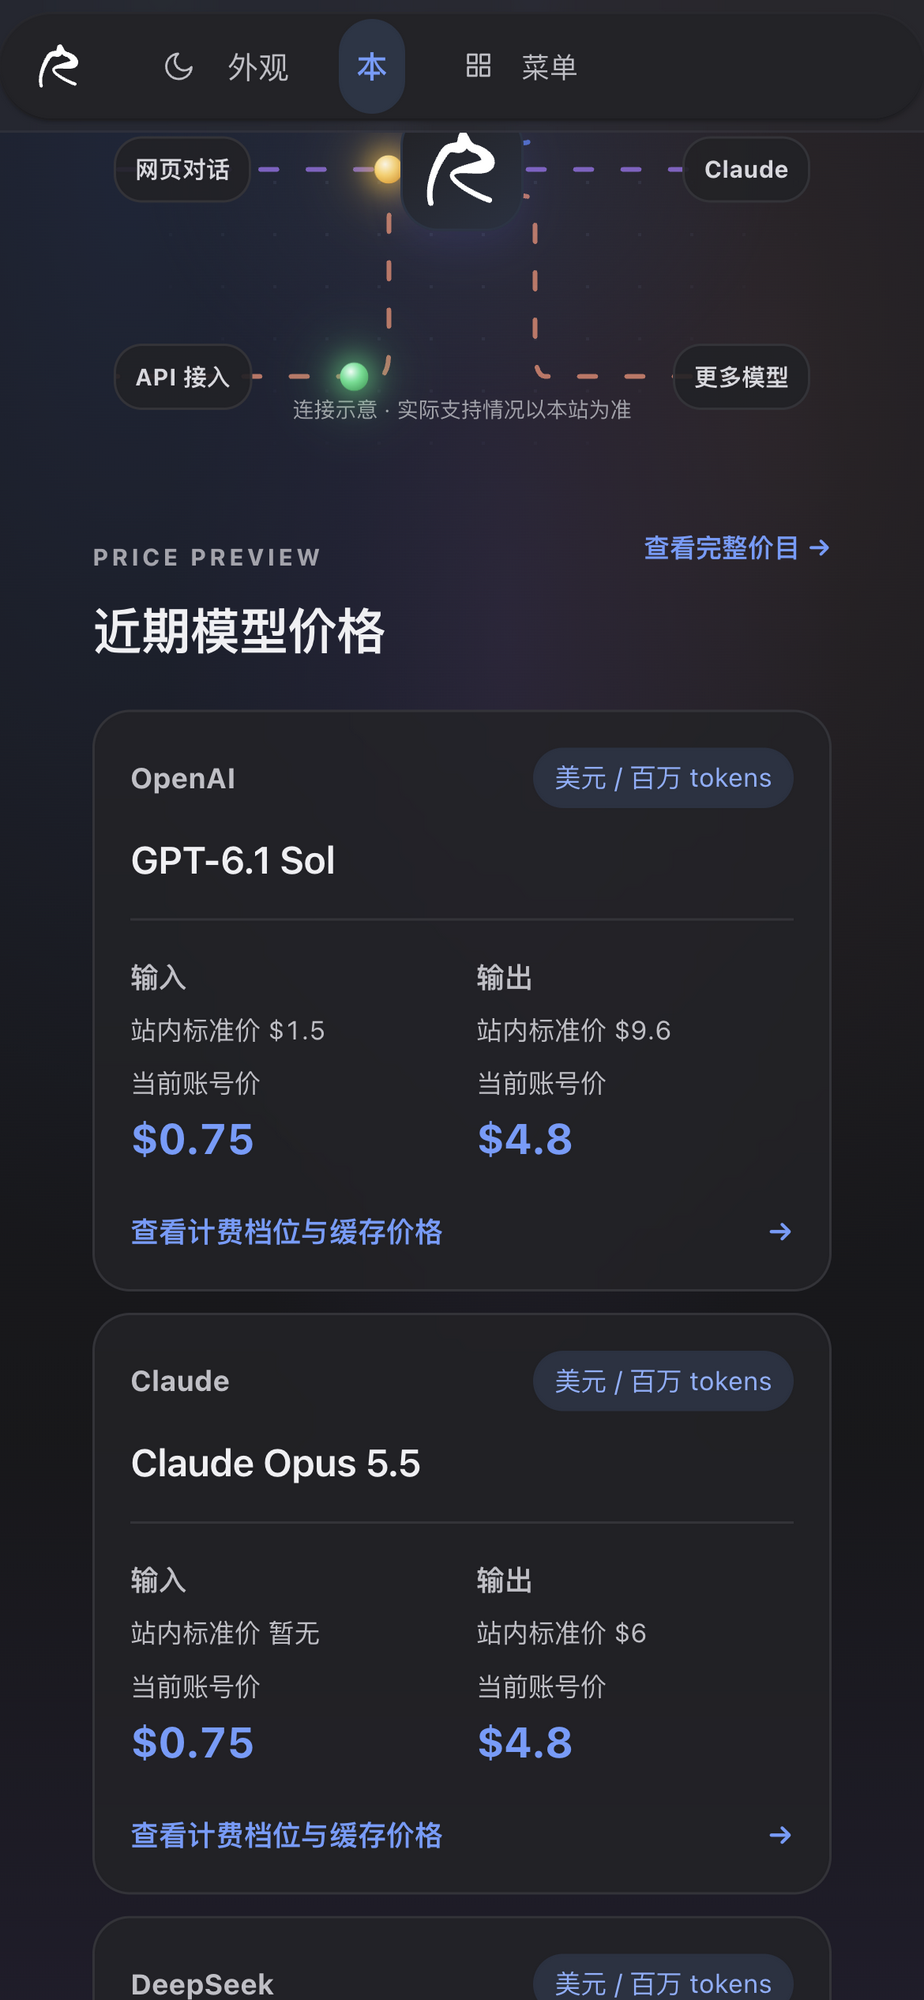 外观
本
菜单
网页对话
Claude
API 接入
更多模型
连接示意 · 实际支持情况以本站为准
PRICE PREVIEW
查看完整价目 →
近期模型价格
OpenAI
美元 / 百万 tokens
GPT-6.1 Sol
输入
输出
站内标准价 $1.5
站内标准价 $9.6
当前账号价
当前账号价
$0.75
$4.8
查看计费档位与缓存价格 →
Claude
美元 / 百万 tokens
Claude Opus 5.5
输入
输出
站内标准价 暂无
站内标准价 $6
当前账号价
当前账号价
$0.75
$4.8
查看计费档位与缓存价格 →
DeepSeek
美元 / 百万 tokens